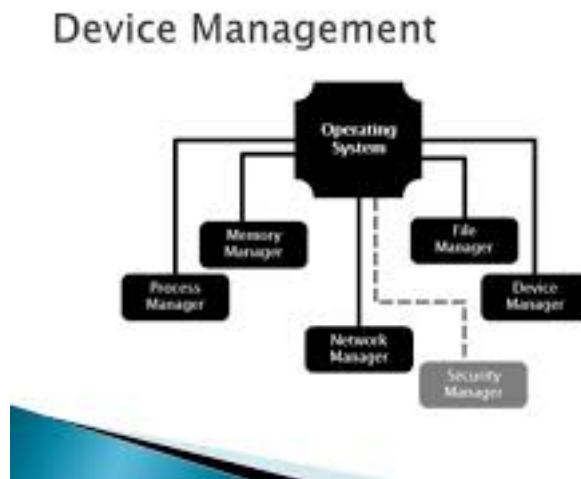 Device Management
Operating
System
Memory
Manager
File
Manager
Process
Manager
Device
Manager
Network
Manager
Security
Manager